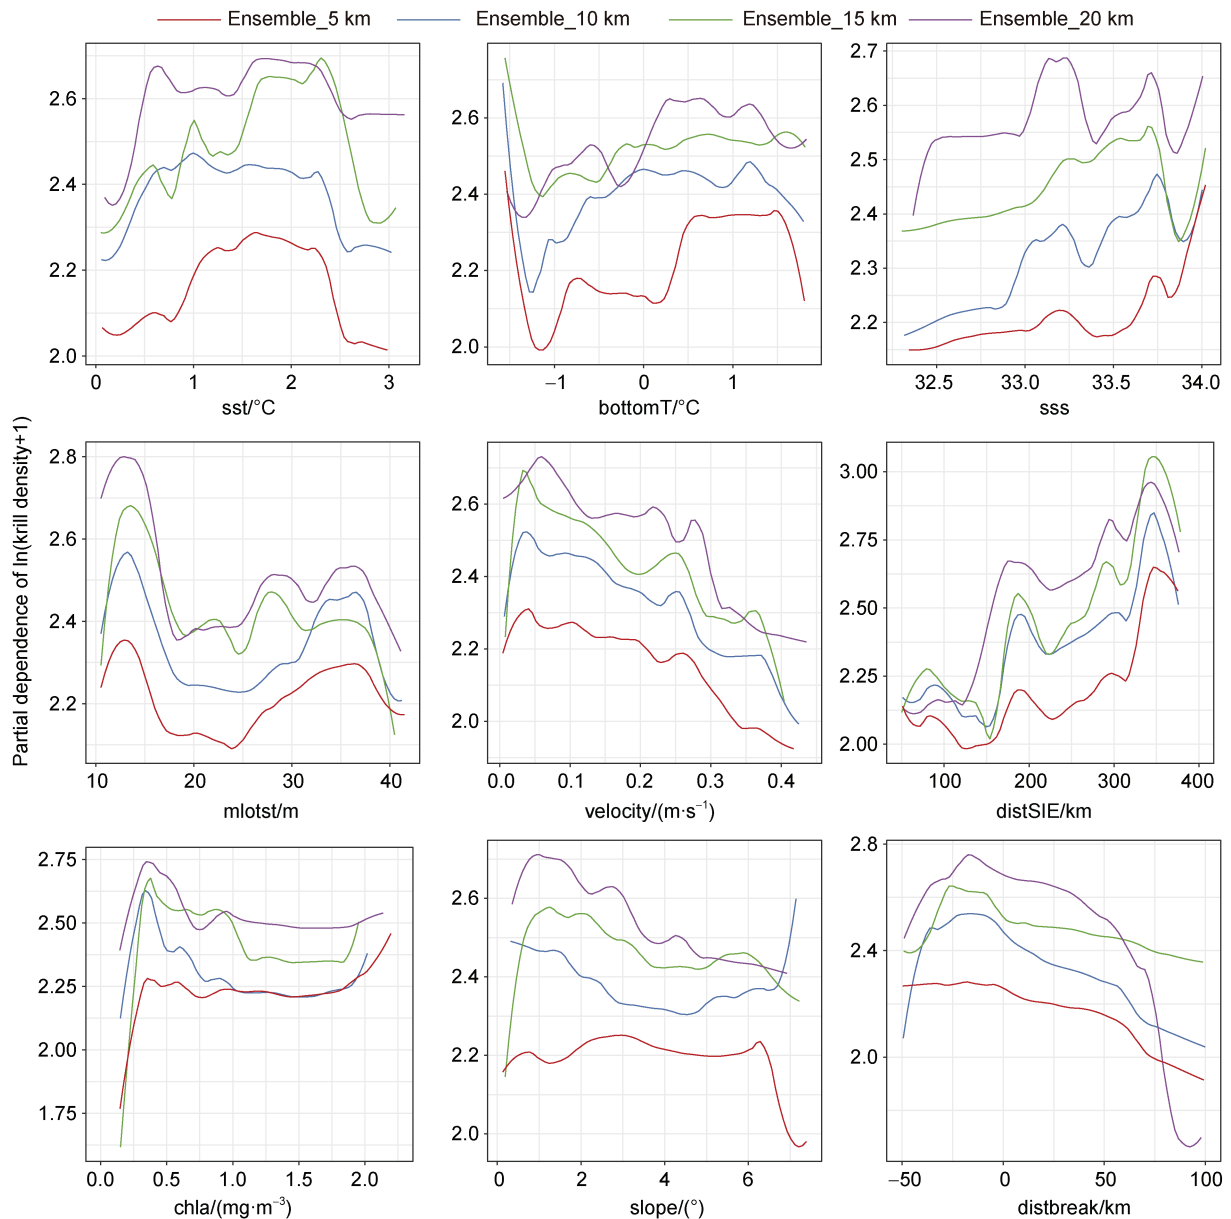 Ensemble_5 km Ensemble_10 km Ensemble_15 km Ensemble_20 km
2.6
2.4
2.2
2.0
0 1 2 3
sst/°C
2.6
2.4
2.2
2.0
−1 0 1
bottomT/°C
2.7
2.6
2.5
2.4
2.3
2.2
32.5 33.0 33.5 34.0
sss
Partial dependence of ln(krill density+1)
2.8
2.6
2.4
2.2
10 20 30 40
mlotst/m
2.6
2.4
2.2
2.0
0.0 0.1 0.2 0.3 0.4
velocity/(m·s⁻¹)
3.00
2.75
2.50
2.25
2.00
100 200 300 400
distSIE/km
2.75
2.50
2.25
2.00
1.75
0.0 0.5 1.0 1.5 2.0
chla/(mg·m⁻³)
2.6
2.4
2.2
2.0
0 2 4 6
slope/(°)
2.8
2.4
2.0
−50 0 50 100
distbreak/km